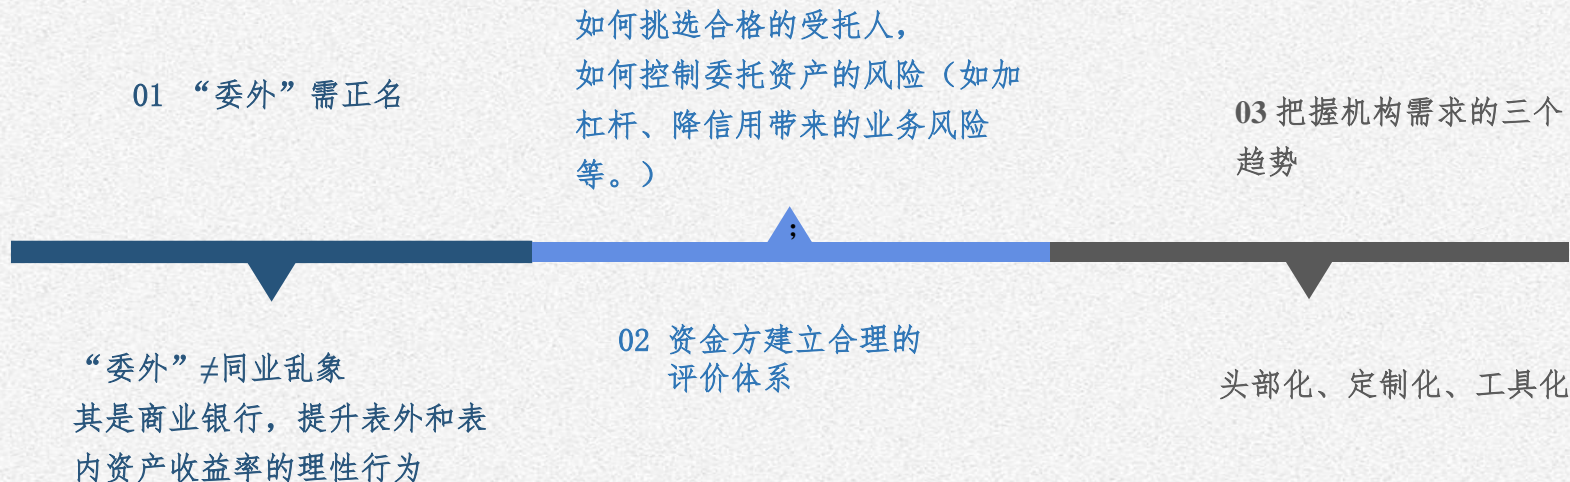 01 “委外”需正名
“委外”≠同业乱象
其是商业银行，提升表外和表
内资产收益率的理性行为
如何挑选合格的受托人，
如何控制委托资产的风险（如加
杠杆、降信用带来的业务风险
等。）
；
02 资金方建立合理的
评价体系
03 把握机构需求的三个
趋势
头部化、定制化、工具化